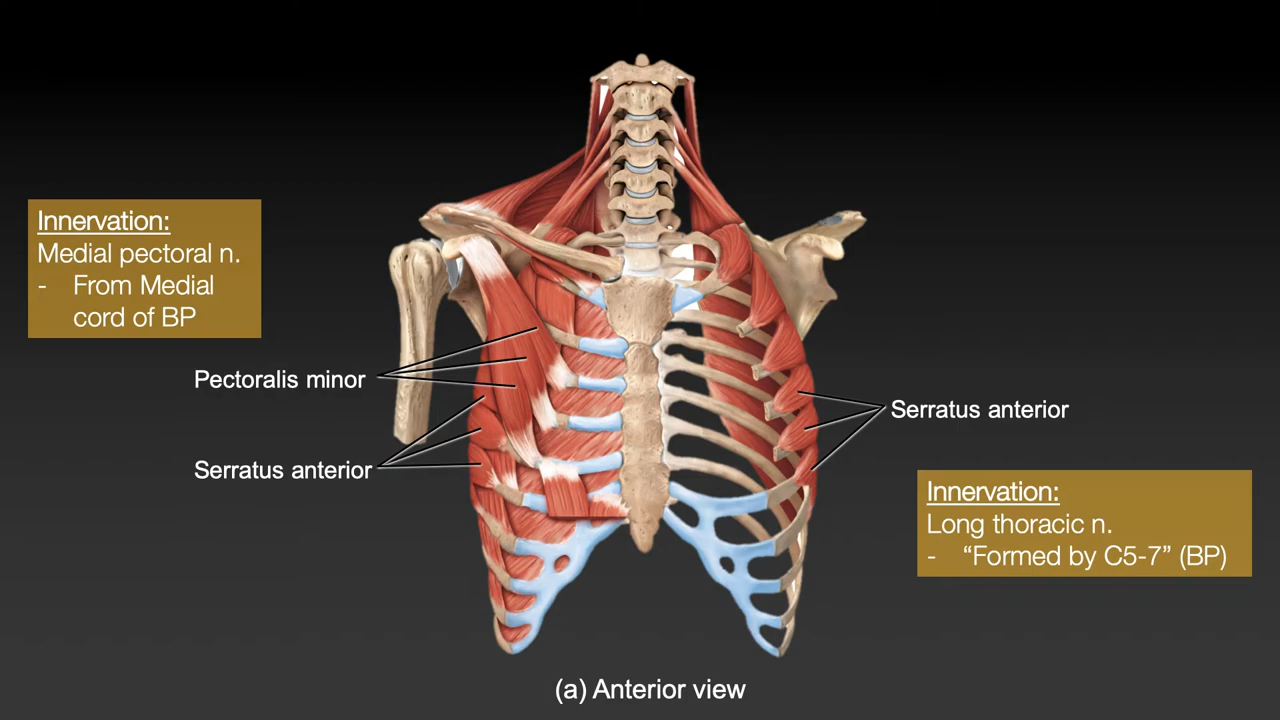 Innervation:
Medial pectoral n.
- From Medial
cord of BP
Pectoralis minor
Serratus anterior
Serratus anterior
Innervation:
Long thoracic n.
- “Formed by C5-7” (BP)
(a) Anterior view